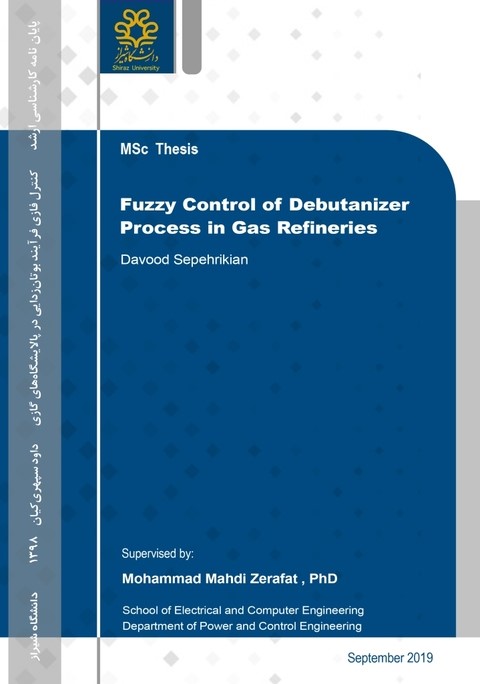 دانشگاه شیراز
Shiraz University
MSc Thesis
Fuzzy Control of Debutanizer
Process in Gas Refineries
Davood Sepehrikian
Supervised by:
Mohammad Mahdi Zerafat , PhD
School of Electrical and Computer Engineering
Department of Power and Control Engineering
September 2019
پایان نامه کارشناسی ارشد
کنترل فازی فرآیند بوتان‌زدایی در پالایشگاه‌های گازی
داود سپهری‌کیان
۱۳۹۸
دانشگاه شیراز